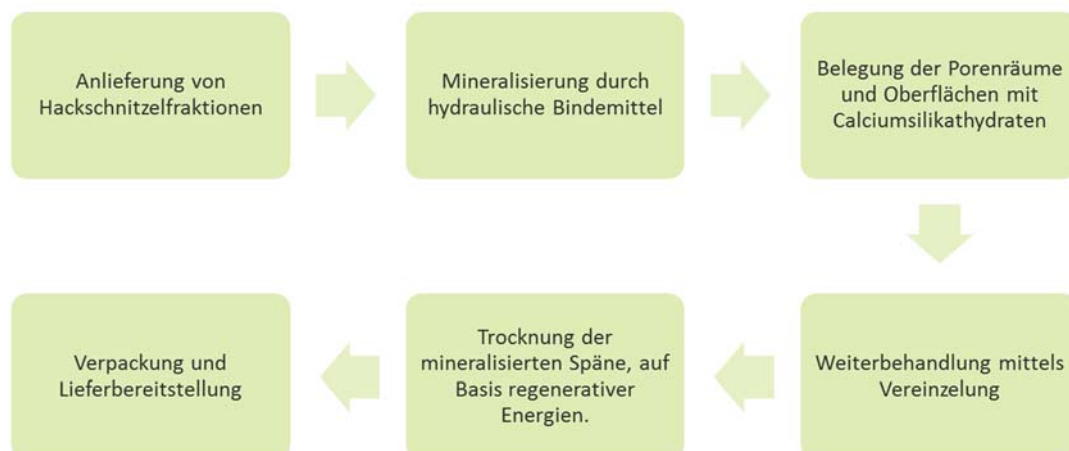 Anlieferung von
Hackschnitzelfraktionen
Mineralisierung durch
hydraulische Bindemittel
Belegung der Porenräume
und Oberflächen mit
Calciumsilikathydraten
Weiterbehandlung mittels
Vereinzelung
Trocknung der
mineralisierten Späne, auf
Basis regenerativer
Energien.
Verpackung und
Lieferbereitstellung